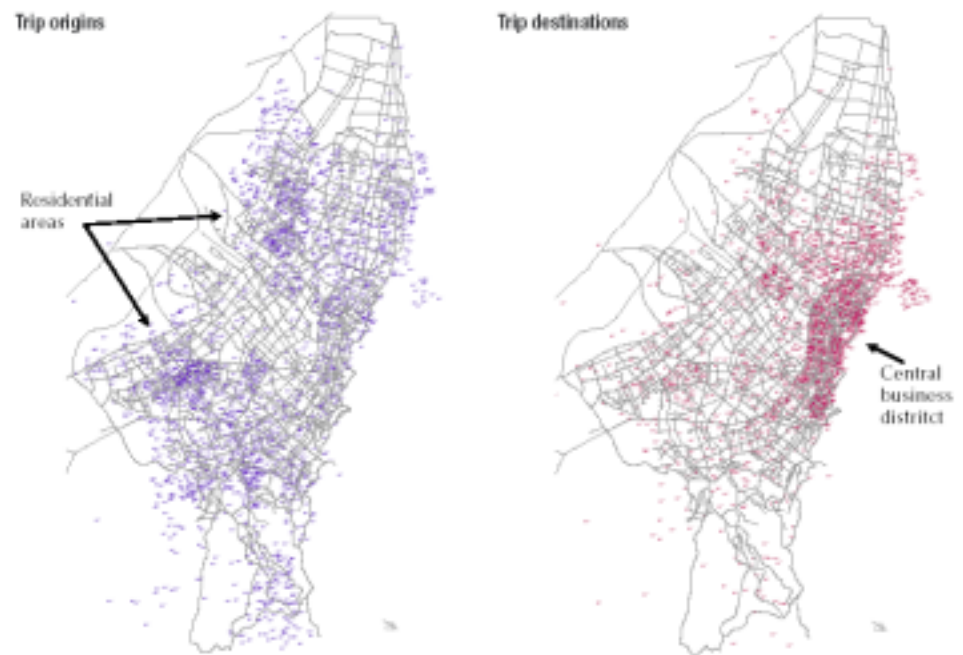 Trip origins
Trip destinations
Residential
areas
Central
business
distritct